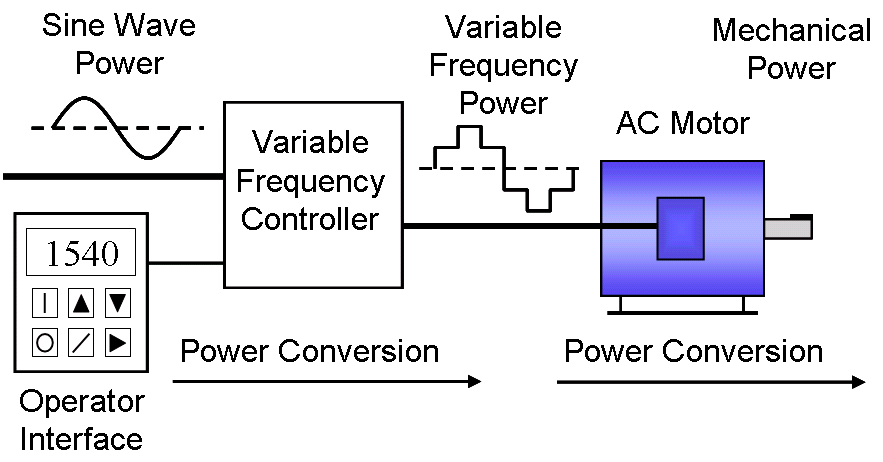 Sine Wave
Power
Variable
Frequency
Power
Mechanical
Power
AC Motor
Variable
Frequency
Controller
1540
Power Conversion
Power Conversion
Operator
Interface